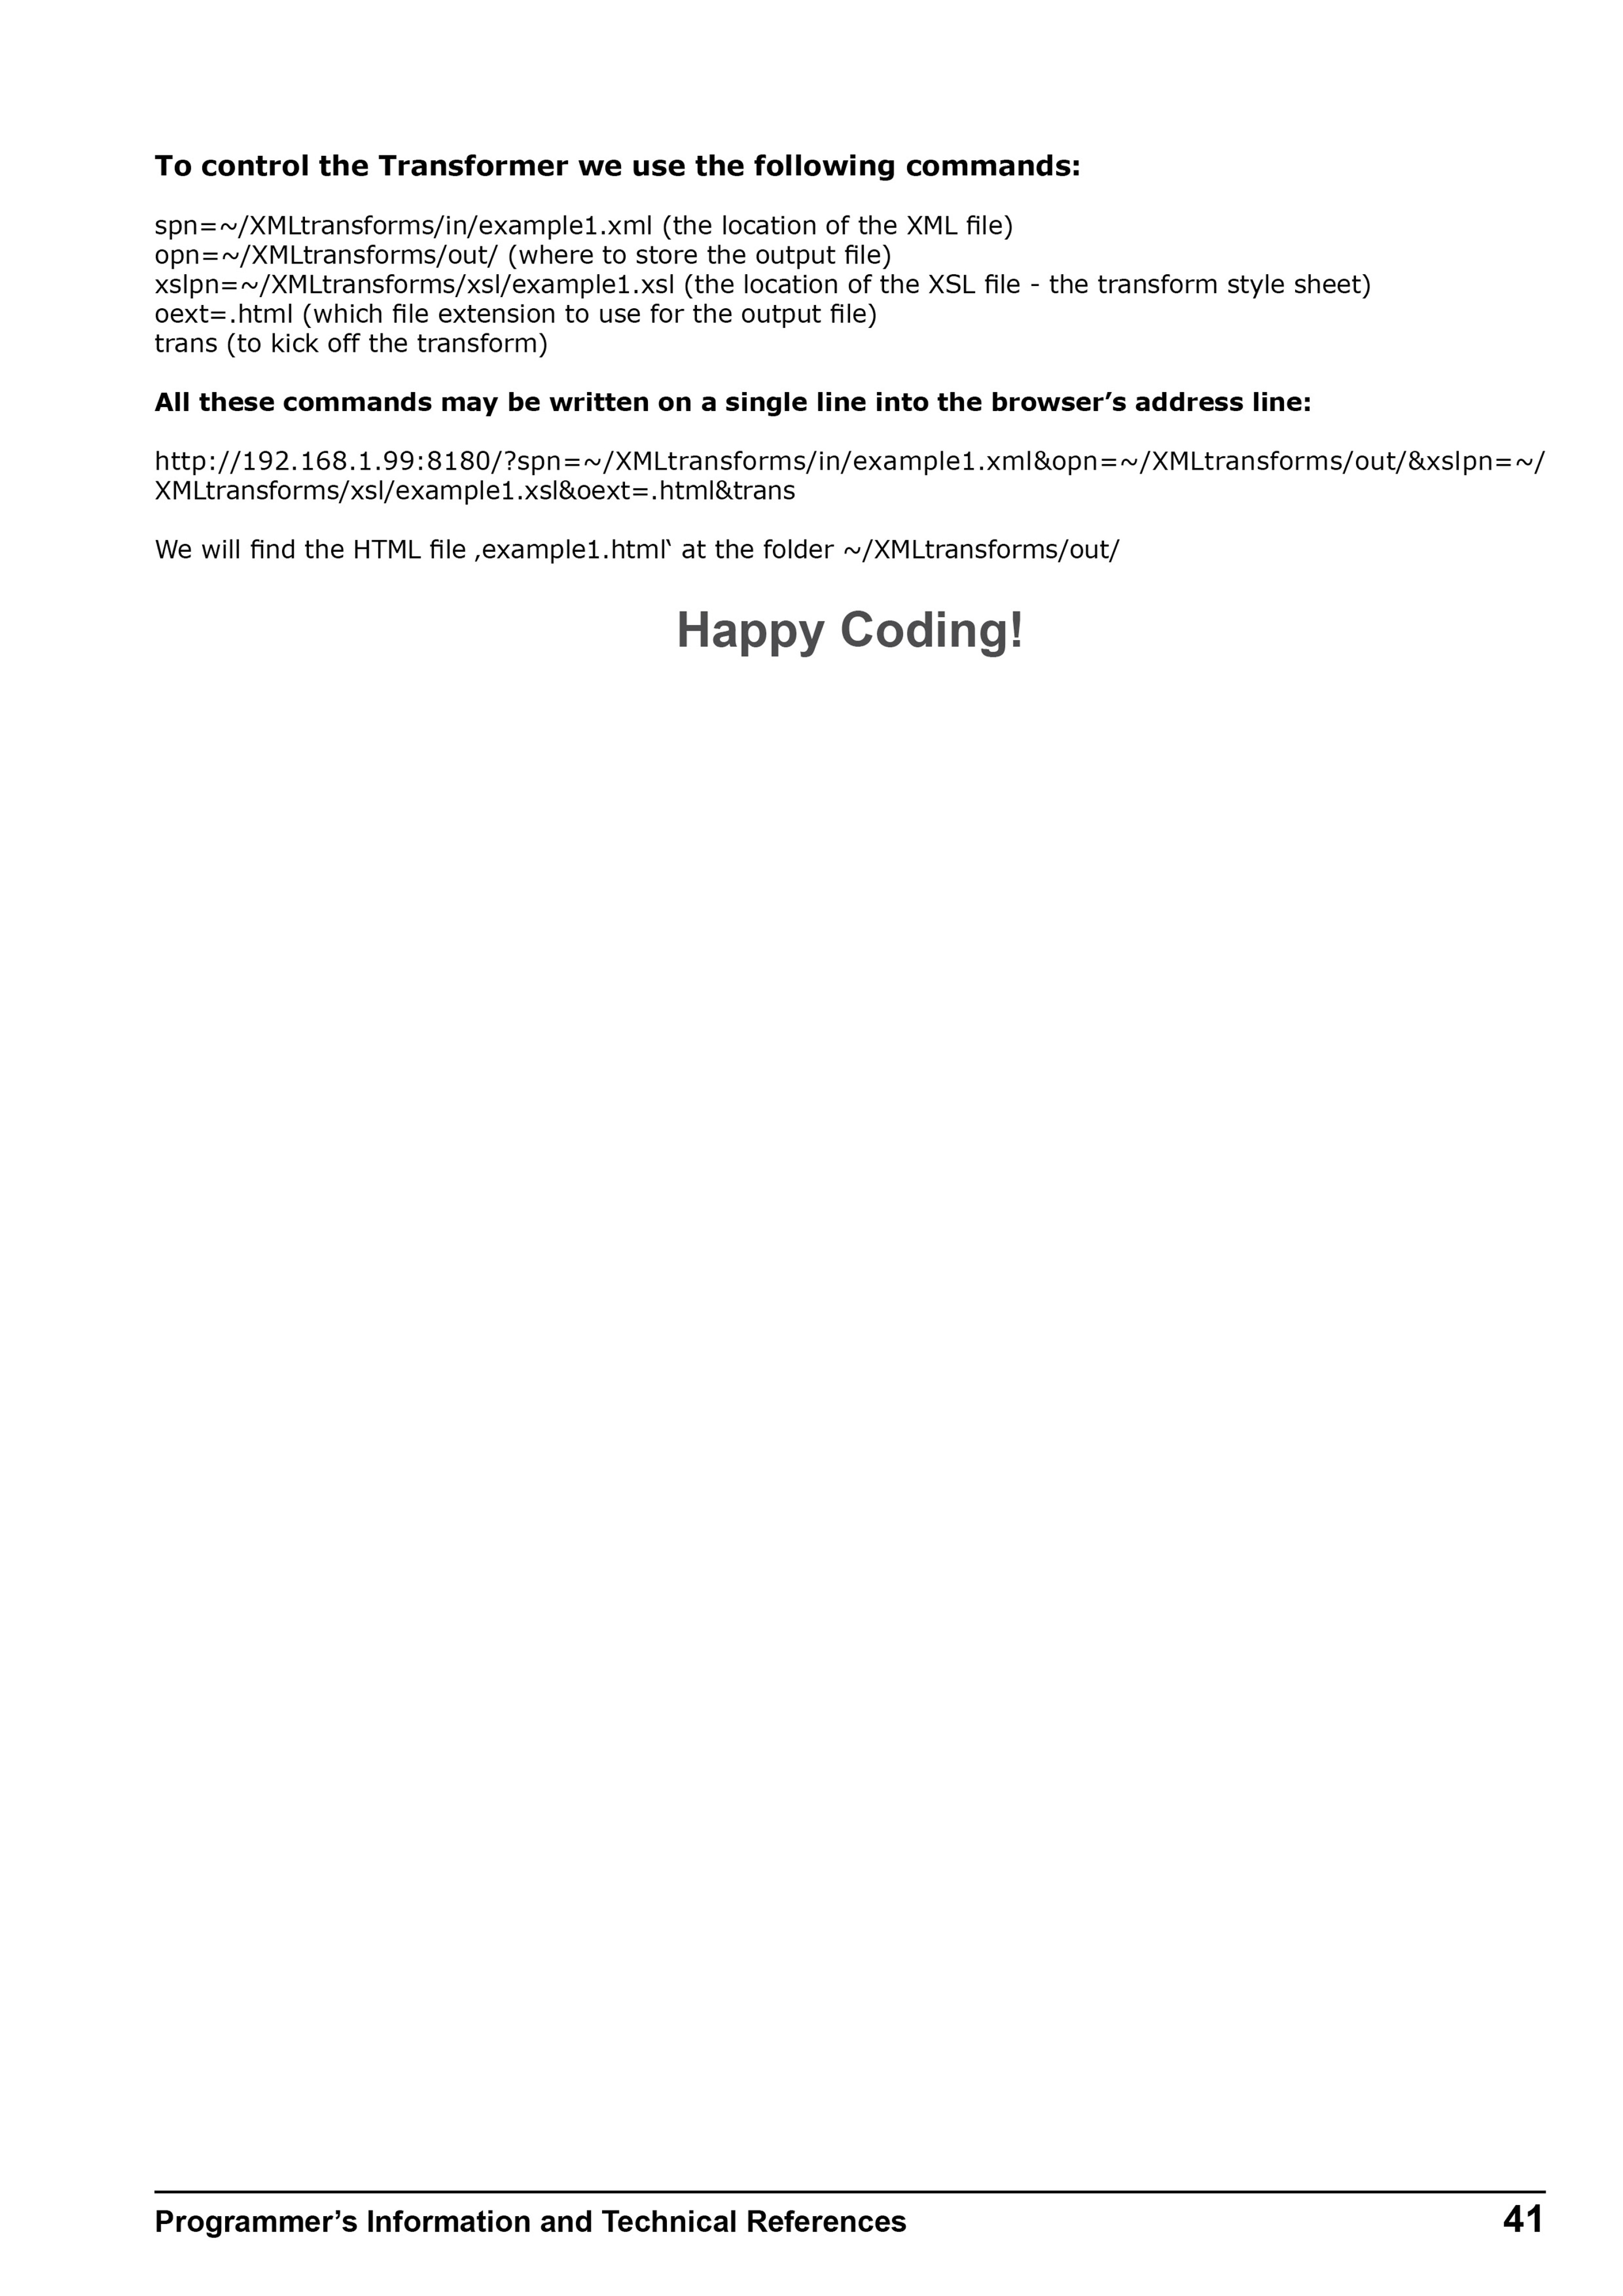 To control the Transformer we use the following commands:
spn=~/XMLtransforms/in/example1.xml (the location of the XML file)
opn=~/XMLtransforms/out/ (where to store the output file)
xslpn=~/XMLtransforms/xsl/example1.xsl (the location of the XSL file - the transform style sheet)
oext=.html (which file extension to use for the output file)
trans (to kick off the transform)
All these commands may be written on a single line into the browser’s address line:
http://192.168.1.99:8180/?spn=~/XMLtransforms/in/example1.xml&opn=~/XMLtransforms/out/&xslpn=~/
XMLtransforms/xsl/example1.xsl&oext=.html&trans
We will find the HTML file ‚example1.html‛ at the folder ~/XMLtransforms/out/
Happy Coding!
Programmer’s Information and Technical References 41